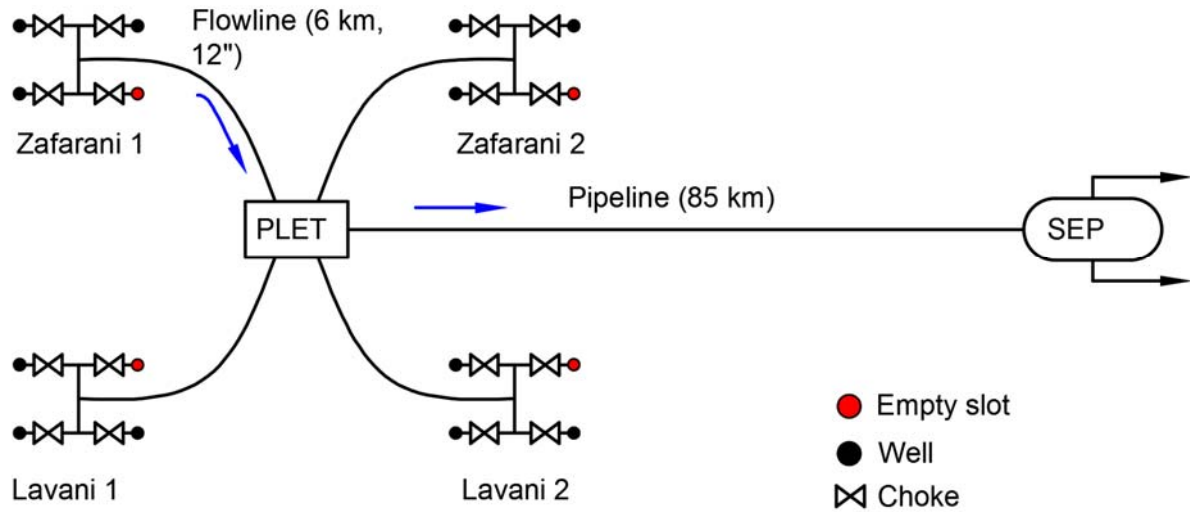 Flowline (6 km,
12")
Zafarani 1
Zafarani 2
Pipeline (85 km)
PLET
SEP
Lavani 1
Lavani 2
Empty slot
Well
Choke